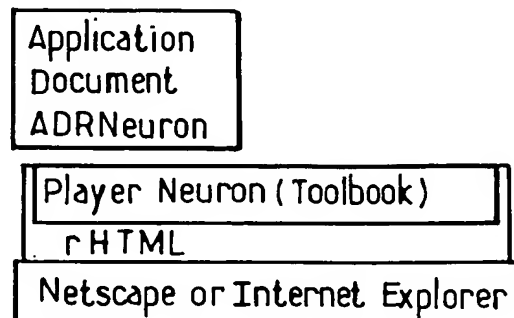 Application
Document
ADRNeuron
Player Neuron (Toolbook)
rHTML
Netscape or Internet Explorer